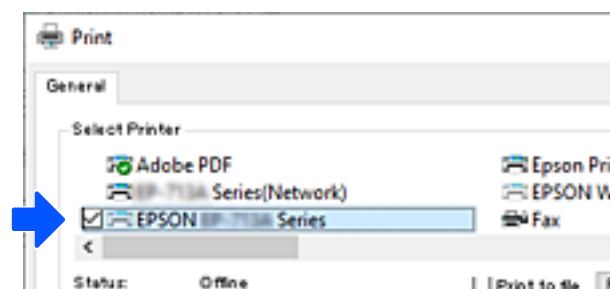 Print
General
Select Printer
Adobe PDF
Epson Pri
Series(Network)
EPSON W
EPSON Series
Fax
Status: Offline
Print to file